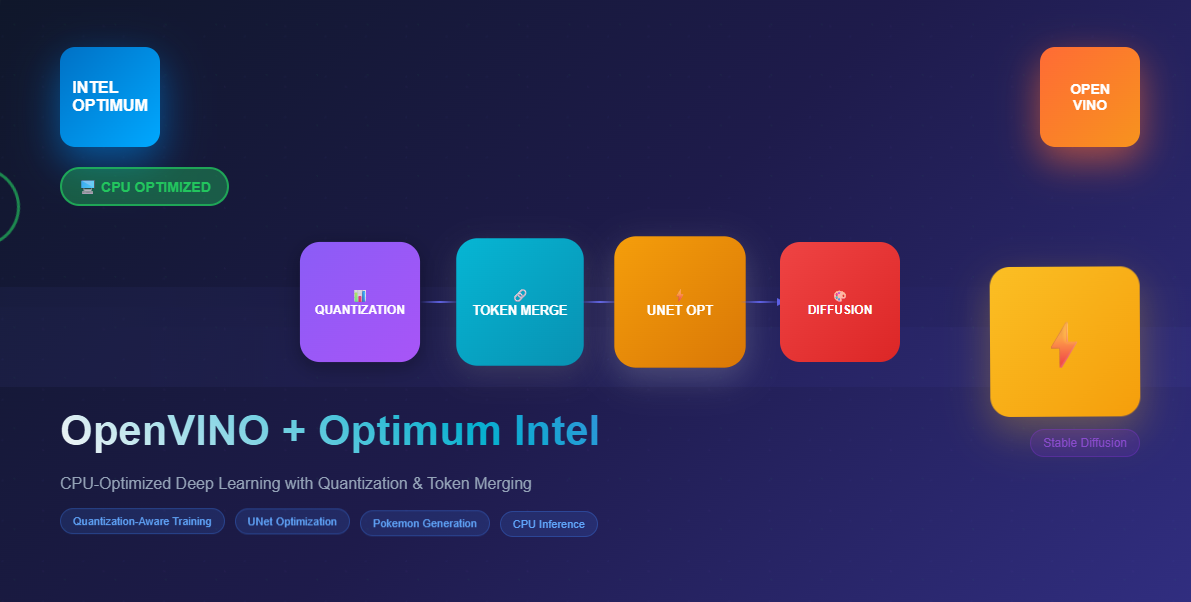 INTEL
OPTIMUM
OPEN
VINO
CPU OPTIMIZED
QUANTIZATION
TOKEN MERGE
UNET OPT
DIFFUSION
OpenVINO + Optimum Intel
Stable Diffusion
CPU-Optimized Deep Learning with Quantization & Token Merging
Quantization-Aware Training
UNet Optimization
Pokemon Generation
CPU Inference